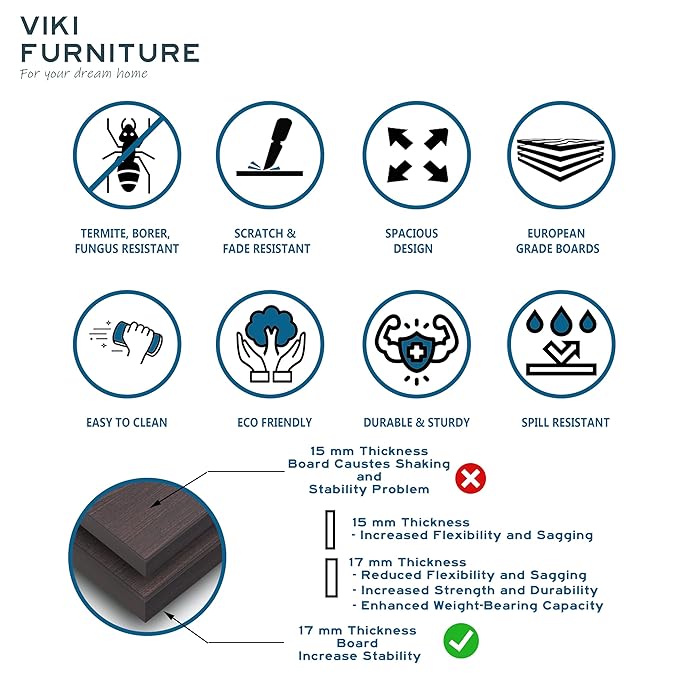 VIKI
FURNITURE
For your dream home
TERMITE, BORER,
FUNGUS RESISTANT
SCRATCH &
FADE RESISTANT
SPACIOUS
DESIGN
EUROPEAN
GRADE BOARDS
EASY TO CLEAN
ECO FRIENDLY
DURABLE & STURDY
SPILL RESISTANT
15 mm Thickness
Board Caustes Shaking
and
Stability Problem
15 mm Thickness
- Increased Flexibility and Sagging
17 mm Thickness
- Reduced Flexibility and Sagging
- Increased Strength and Durability
- Enhanced Weight-Bearing Capacity
17 mm Thickness
Board
Increase Stability